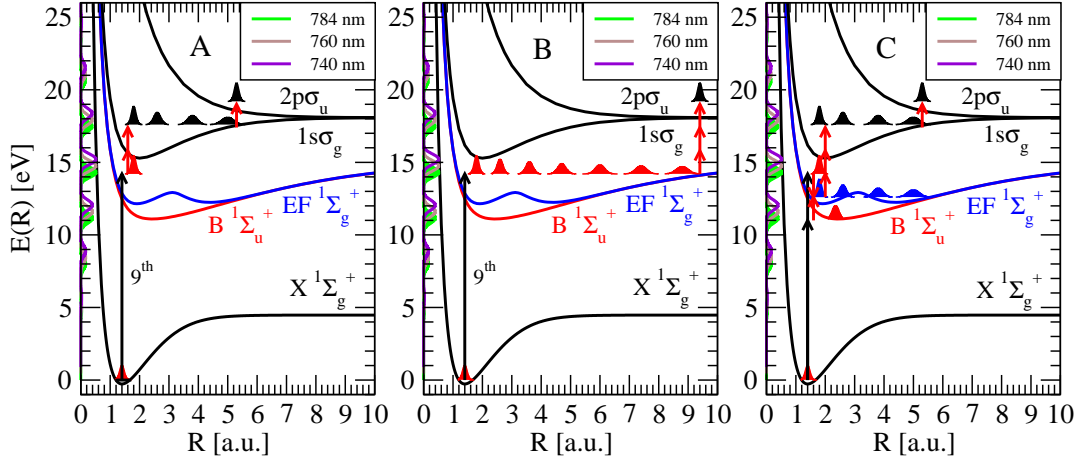 E(R) [eV]
25
20
15
10
5
0
A
784 nm
760 nm
740 nm
2pσu
1sσg
EF ¹Σg⁺
B ¹Σu⁺
9th
X ¹Σg⁺
0 1 2 3 4 5 6 7 8 9 10
R [a.u.]
B
784 nm
760 nm
740 nm
2pσu
1sσg
EF ¹Σg⁺
B ¹Σu⁺
9th
X ¹Σg⁺
0 1 2 3 4 5 6 7 8 9 10
R [a.u.]
C
784 nm
760 nm
740 nm
2pσu
1sσg
EF ¹Σg⁺
B ¹Σu⁺
X ¹Σg⁺
0 1 2 3 4 5 6 7 8 9 10
R [a.u.]